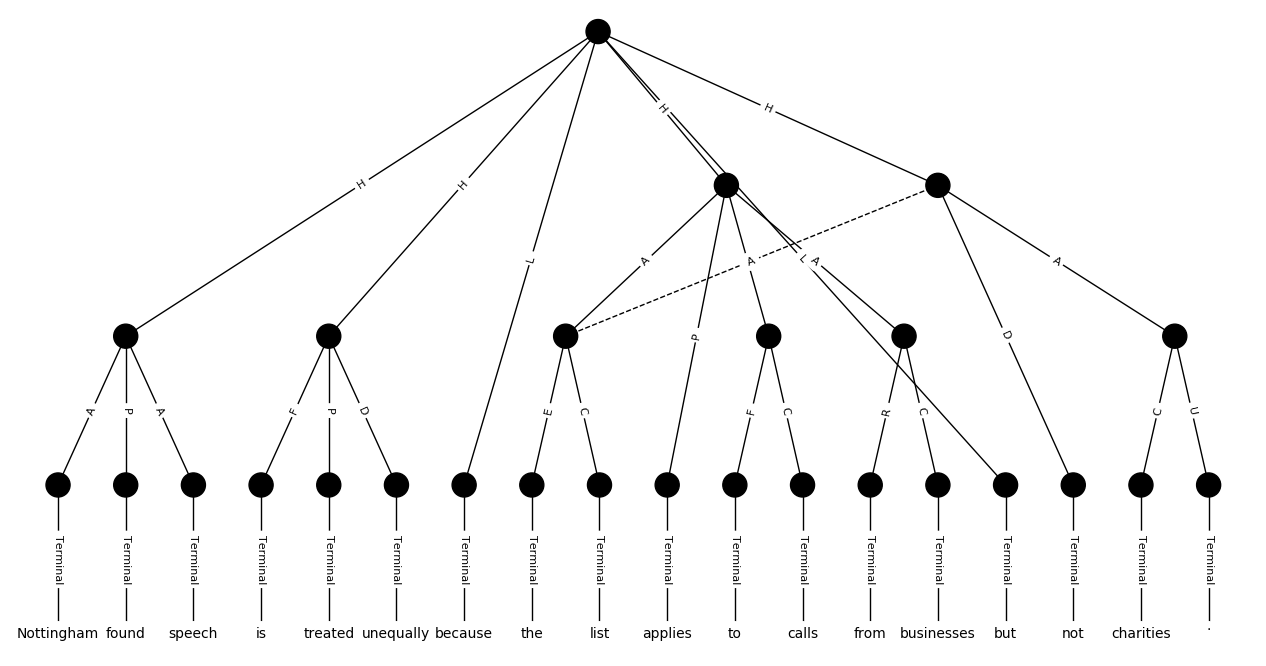 H H L H L H
A P A F P D A P A A A D A
E C F C R C C U
Terminal Terminal Terminal Terminal Terminal Terminal Terminal Terminal Terminal Terminal Terminal Terminal Terminal Terminal Terminal Terminal Terminal Terminal
Nottingham found speech is treated unequally because the list applies to calls from businesses but not charities .